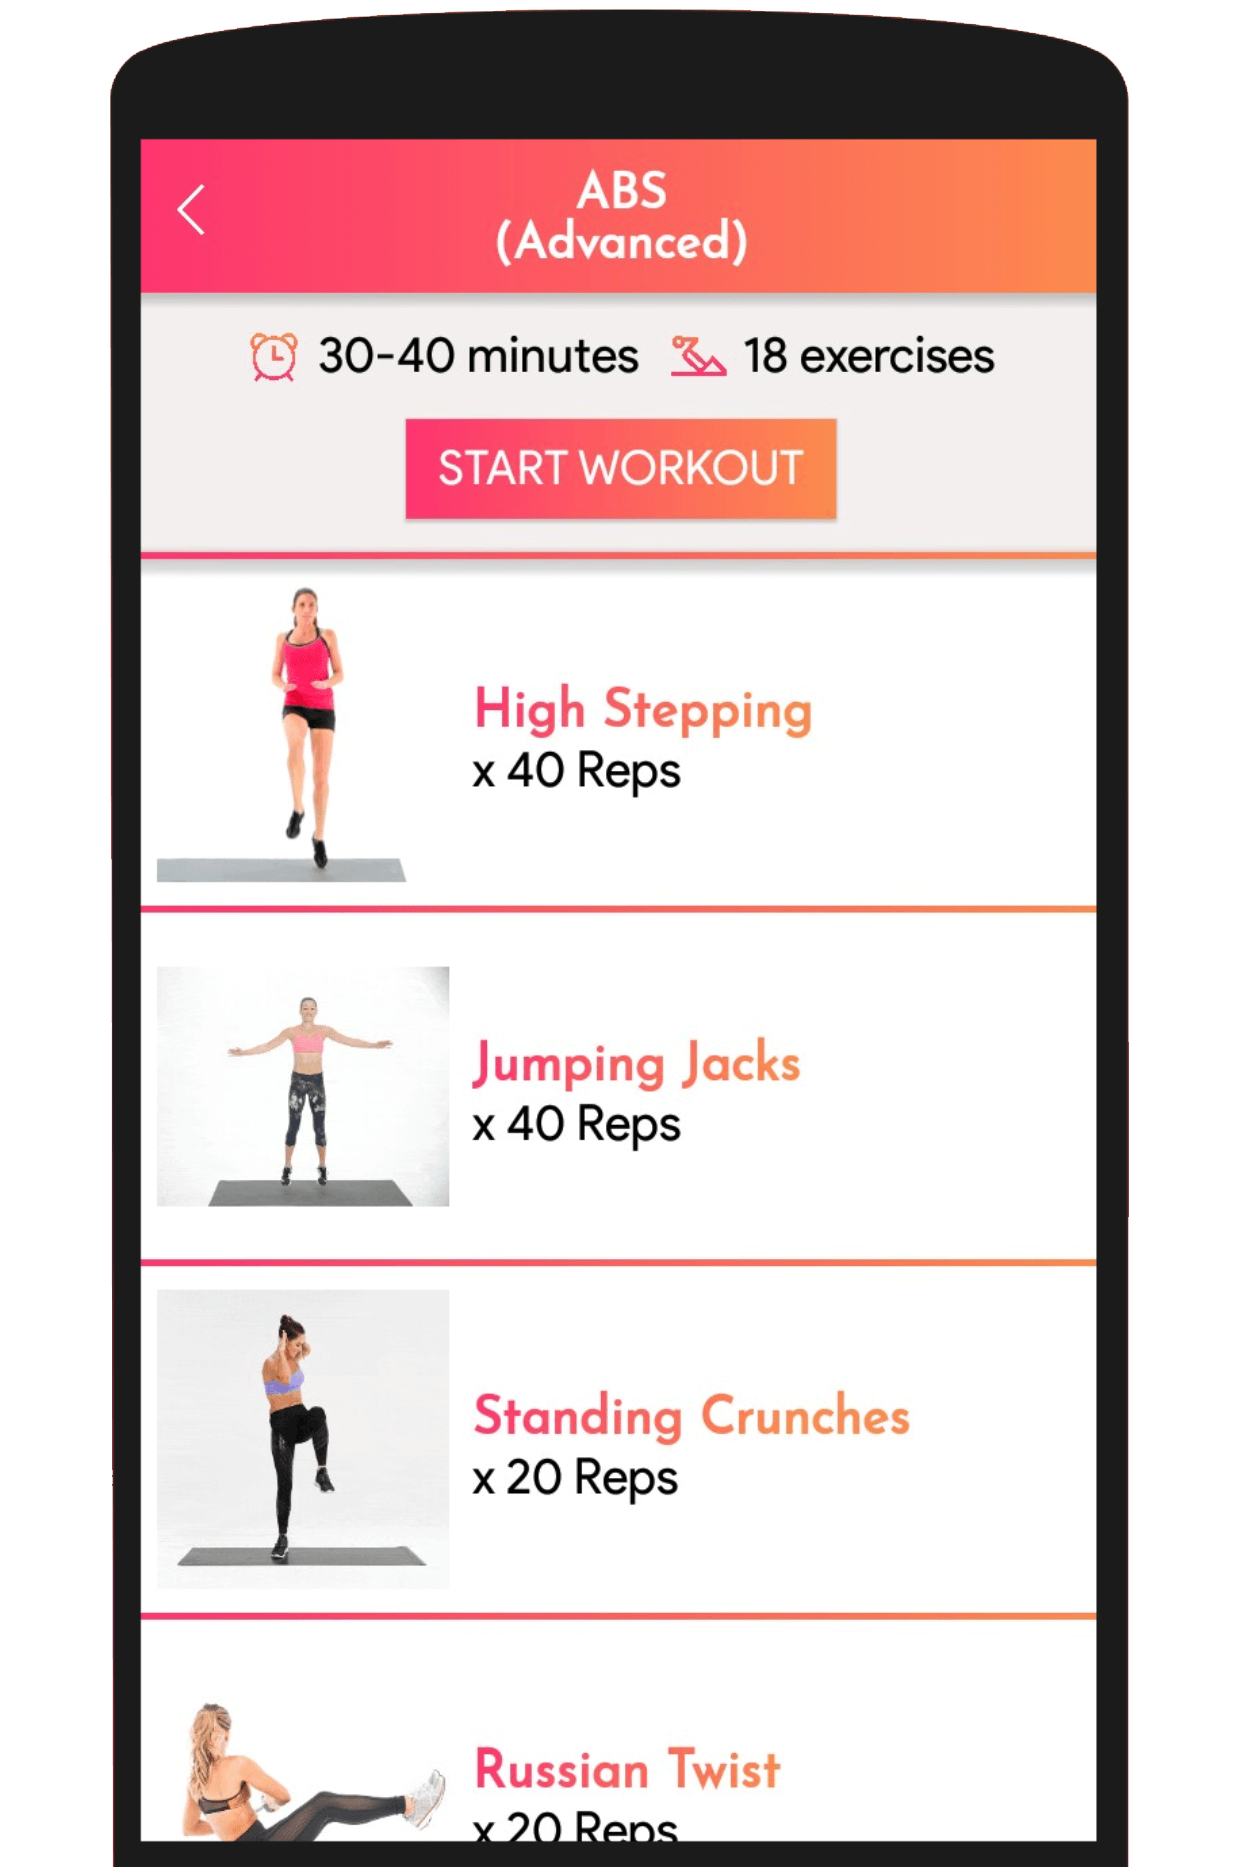 ABS
(Advanced)
30-40 minutes 18 exercises
START WORKOUT
High Stepping
x 40 Reps
Jumping Jacks
x 40 Reps
Standing Crunches
x 20 Reps
Russian Twist
x 20 Reps